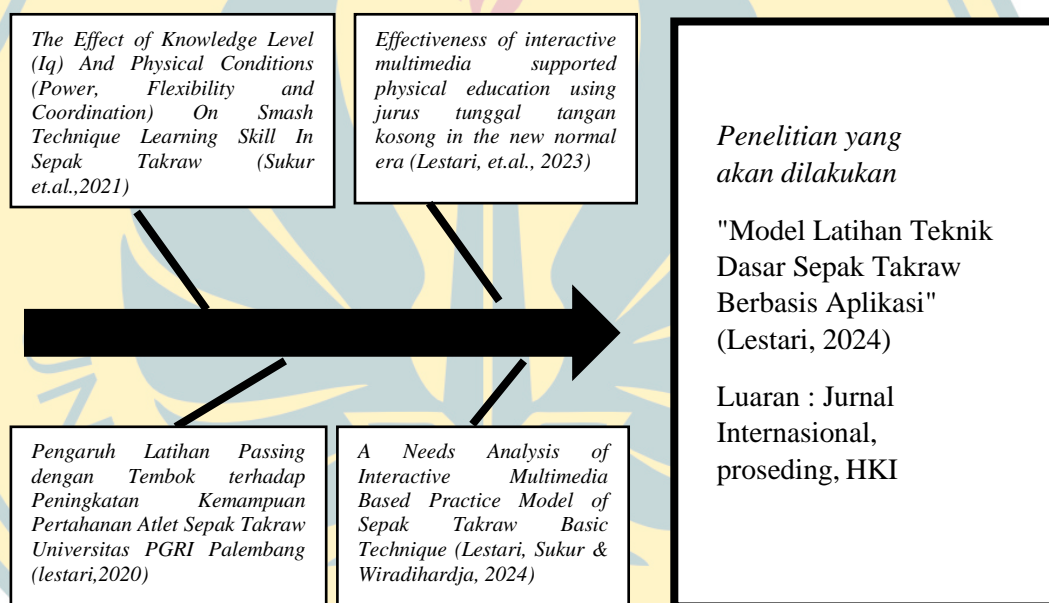 The Effect of Knowledge Level
(Iq) And Physical Conditions
(Power, Flexibility and
Coordination) On Smash
Technique Learning Skill In
Sepak Takraw (Sukur
et.al.,2021)
Effectiveness of interactive
multimedia supported
physical education using
jurus tunggal tangan
kosong in the new normal
era (Lestari, et.al., 2023)
Pengaruh Latihan Passing
dengan Tembok terhadap
Peningkatan Kemampuan
Pertahanan Atlet Sepak Takraw
Universitas PGRI Palembang
(lestari,2020)
A Needs Analysis of
Interactive Multimedia
Based Practice Model of
Sepak Takraw Basic
Technique (Lestari, Sukur &
Wiradihardja, 2024)
Penelitian yang
akan dilakukan
"Model Latihan Teknik
Dasar Sepak Takraw
Berbasis Aplikasi"
(Lestari, 2024)
Luaran : Jurnal
Internasional,
proseding, HKI